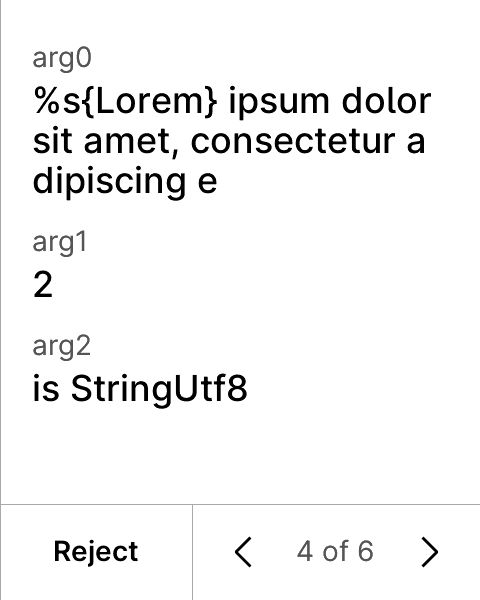 arg0
%s{Lorem} ipsum dolor
sit amet, consectetur a
dipiscing e
arg1
2
arg2
is StringUtf8
Reject
4 of 6